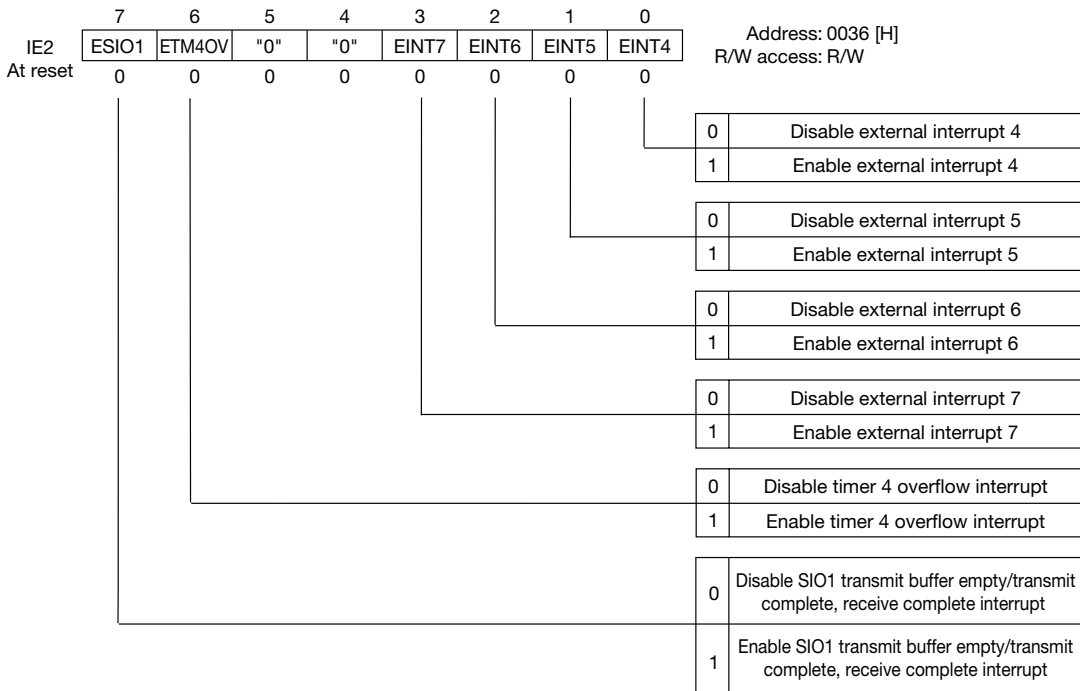 7 6 5 4 3 2 1 0
IE2 ESIO1 ETM4OV "0" "0" EINT7 EINT6 EINT5 EINT4
At reset 0 0 0 0 0 0 0 0
Address: 0036 [H]
R/W access: R/W
0 Disable external interrupt 4
1 Enable external interrupt 4
0 Disable external interrupt 5
1 Enable external interrupt 5
0 Disable external interrupt 6
1 Enable external interrupt 6
0 Disable external interrupt 7
1 Enable external interrupt 7
0 Disable timer 4 overflow interrupt
1 Enable timer 4 overflow interrupt
0 Disable SIO1 transmit buffer empty/transmit
complete, receive complete interrupt
1 Enable SIO1 transmit buffer empty/transmit
complete, receive complete interrupt